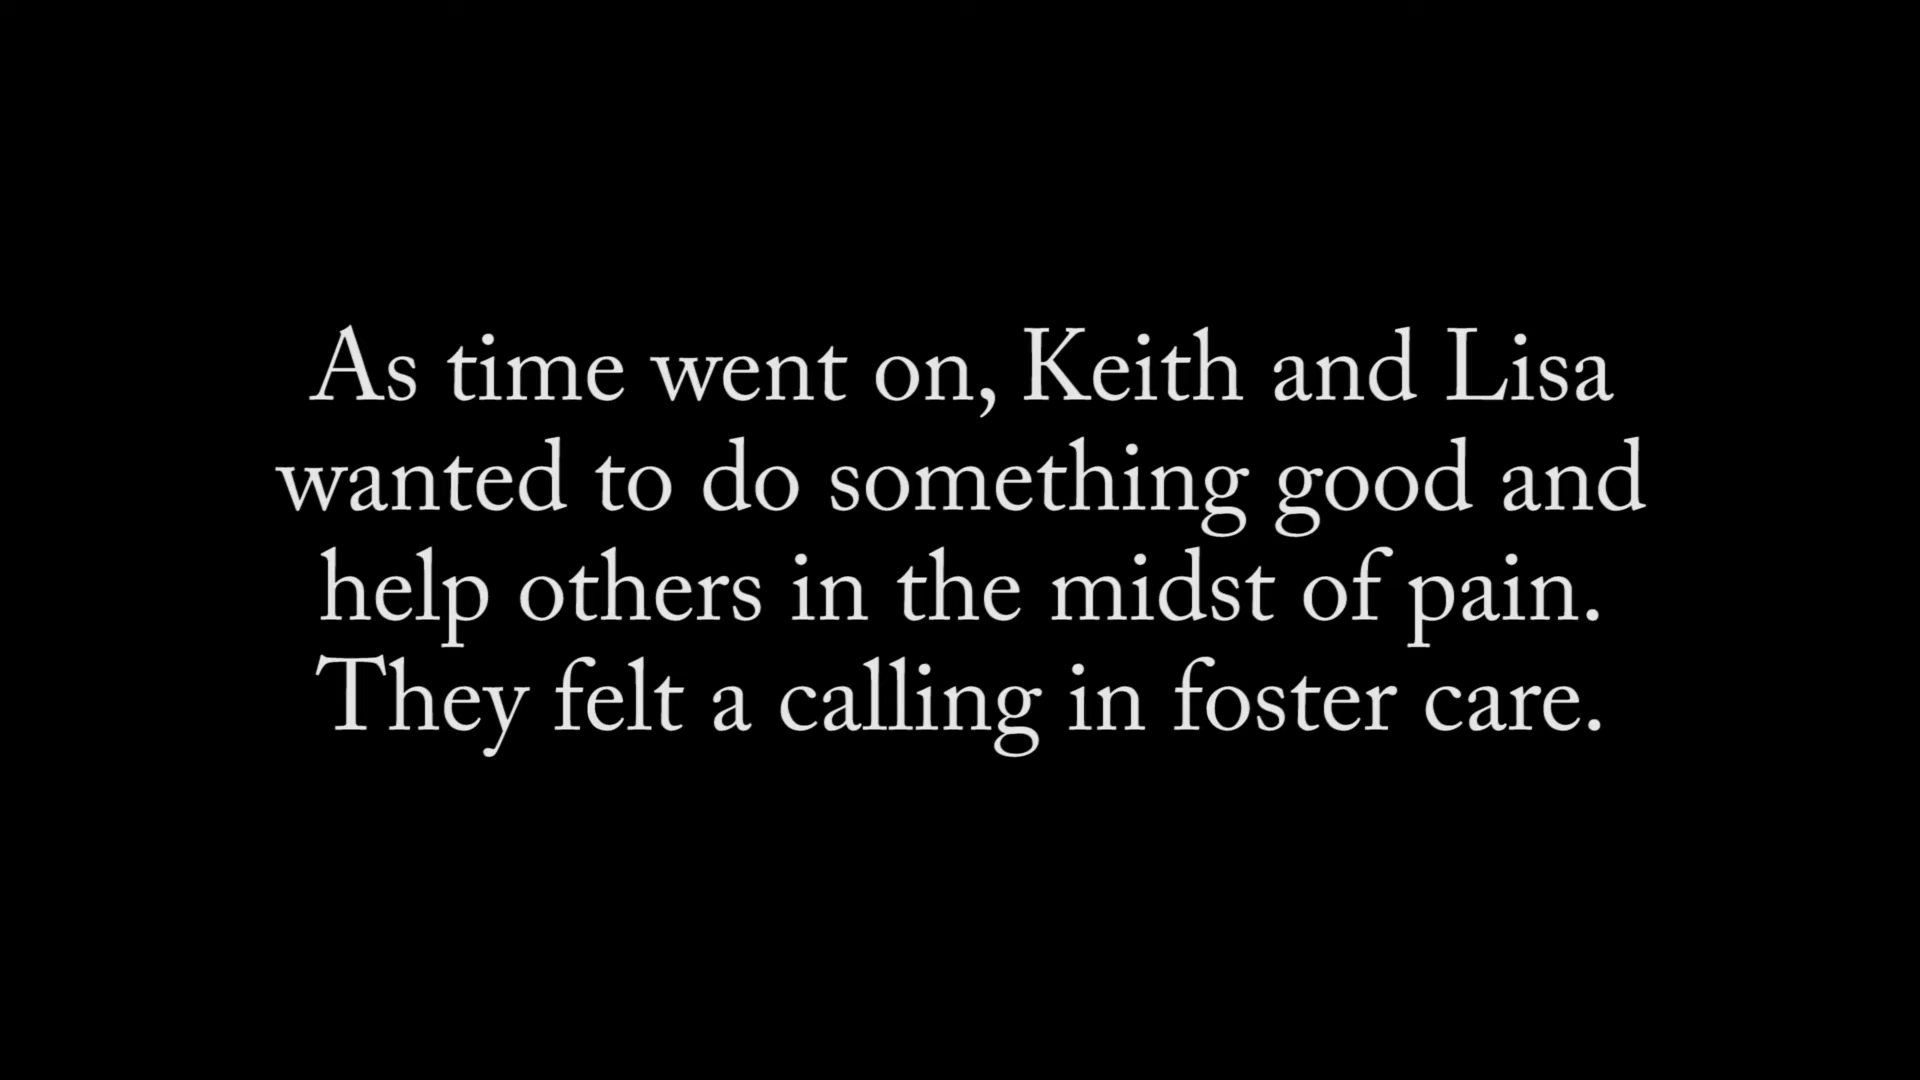 As time went on, Keith and Lisa
wanted to do something good and
help others in the midst of pain.
They felt a calling in foster care.